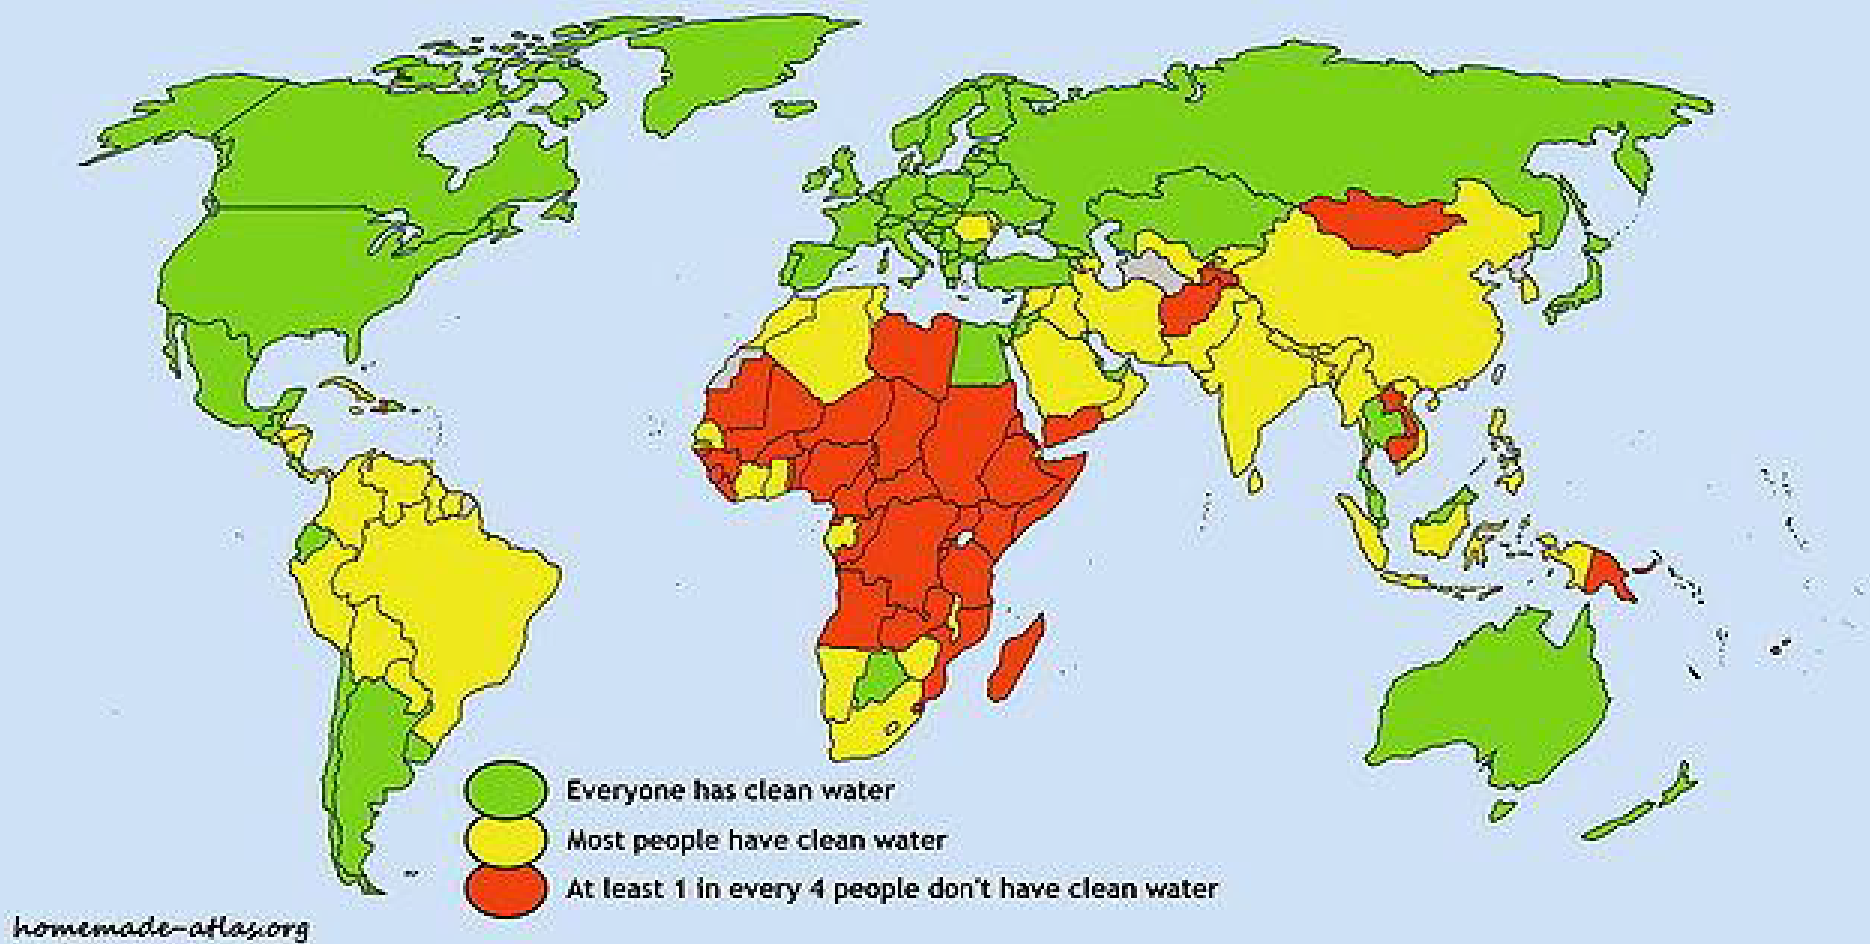 Everyone has clean water
Most people have clean water
At least 1 in every 4 people don't have clean water
homemade-atlas.org